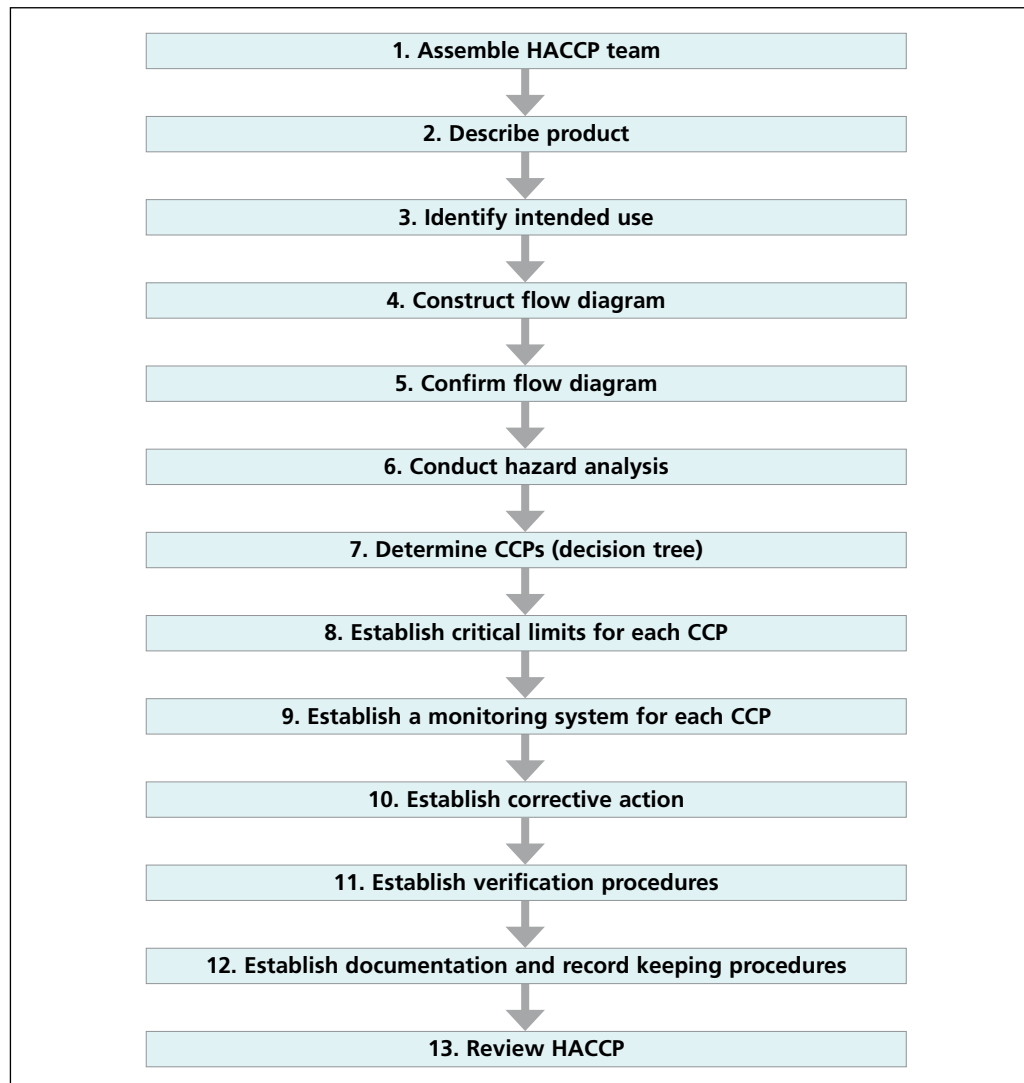 1. Assemble HACCP team
2. Describe product
3. Identify intended use
4. Construct flow diagram
5. Confirm flow diagram
6. Conduct hazard analysis
7. Determine CCPs (decision tree)
8. Establish critical limits for each CCP
9. Establish a monitoring system for each CCP
10. Establish corrective action
11. Establish verification procedures
12. Establish documentation and record keeping procedures
13. Review HACCP